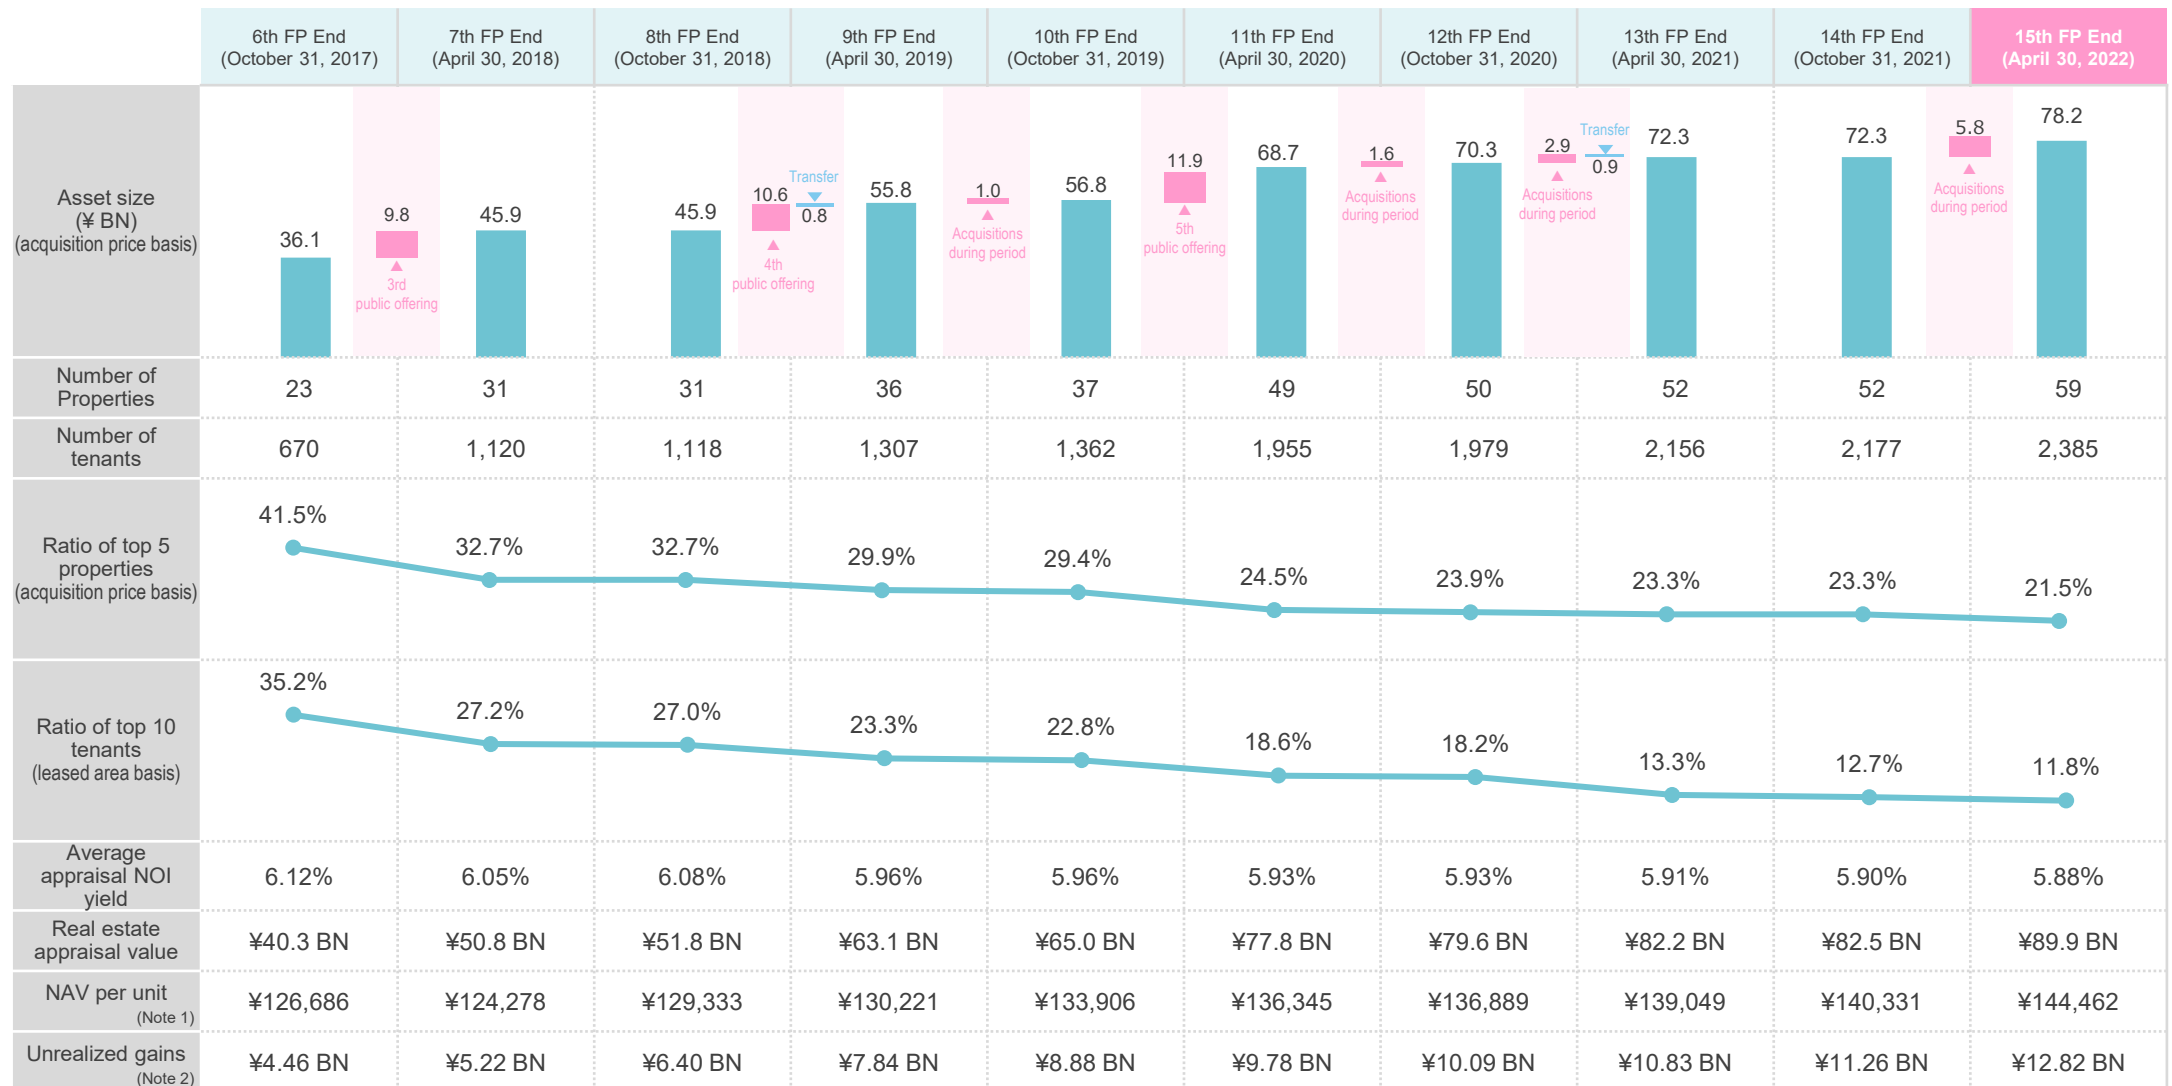 6th FP End
(October 31, 2017)
7th FP End
(April 30, 2018)
8th FP End
(October 31, 2018)
9th FP End
(April 30, 2019)
10th FP End
(October 31, 2019)
11th FP End
(April 30, 2020)
12th FP End
(October 31, 2020)
13th FP End
(April 30, 2021)
14th FP End
(October 31, 2021)
15th FP End
(April 30, 2022)
Asset size
(¥ BN)
(acquisition price basis)
36.1
9.8
3rd
public offering
45.9
45.9
10.6
4th
public offering
Transfer
0.8
55.8
1.0
Acquisitions
during period
56.8
11.9
5th
public offering
68.7
1.6
Acquisitions
during period
70.3
2.9
Acquisitions
during period
Transfer
0.9
72.3
72.3
5.8
Acquisitions
during period
78.2
Number of
Properties
23
31
31
36
37
49
50
52
52
59
Number of
tenants
670
1,120
1,118
1,307
1,362
1,955
1,979
2,156
2,177
2,385
Ratio of top 5
properties
(acquisition price basis)
41.5%
32.7%
32.7%
29.9%
29.4%
24.5%
23.9%
23.3%
23.3%
21.5%
Ratio of top 10
tenants
(leased area basis)
35.2%
27.2%
27.0%
23.3%
22.8%
18.6%
18.2%
13.3%
12.7%
11.8%
Average
appraisal NOI
yield
6.12%
6.05%
6.08%
5.96%
5.96%
5.93%
5.93%
5.91%
5.90%
5.88%
Real estate
appraisal value
¥40.3 BN
¥50.8 BN
¥51.8 BN
¥63.1 BN
¥65.0 BN
¥77.8 BN
¥79.6 BN
¥82.2 BN
¥82.5 BN
¥89.9 BN
NAV per unit
(Note 1)
¥126,686
¥124,278
¥129,333
¥130,221
¥133,906
¥136,345
¥136,889
¥139,049
¥140,331
¥144,462
Unrealized gains
(Note 2)
¥4.46 BN
¥5.22 BN
¥6.40 BN
¥7.84 BN
¥8.88 BN
¥9.78 BN
¥10.09 BN
¥10.83 BN
¥11.26 BN
¥12.82 BN